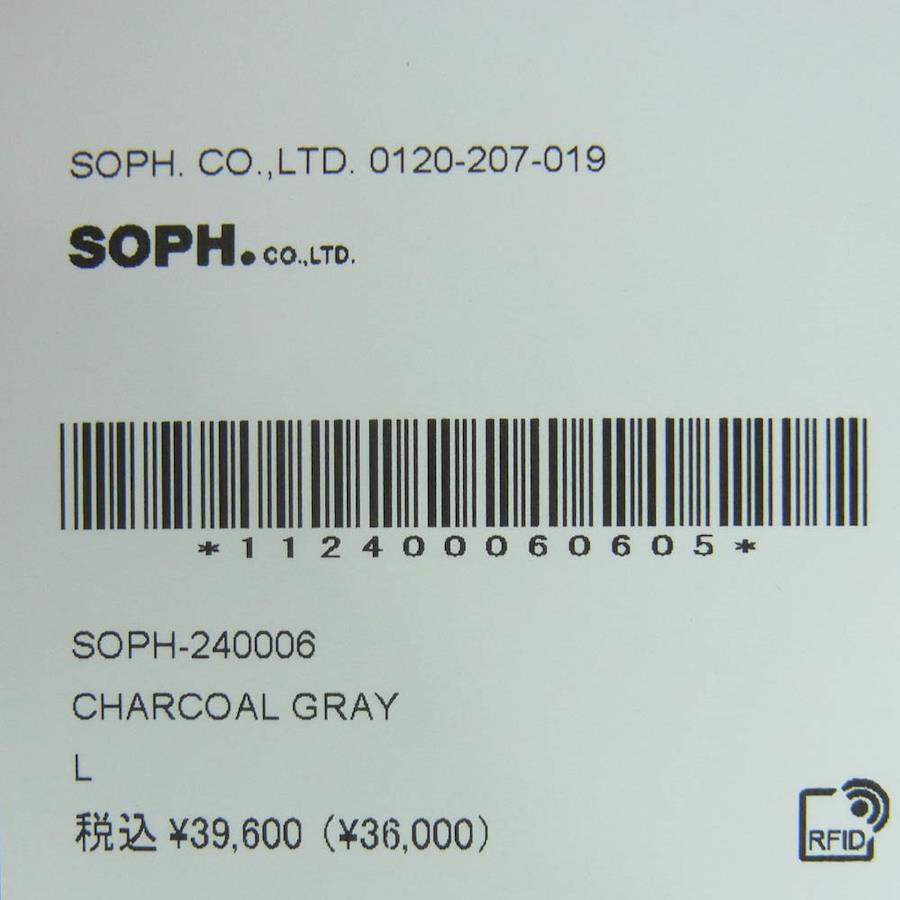 SOPH. CO.,LTD. 0120-207-019
SOPH. CO.,LTD.
*112400060605*
SOPH-240006
CHARCOAL GRAY
L
税込 ¥39,600 (¥36,000)
RFID